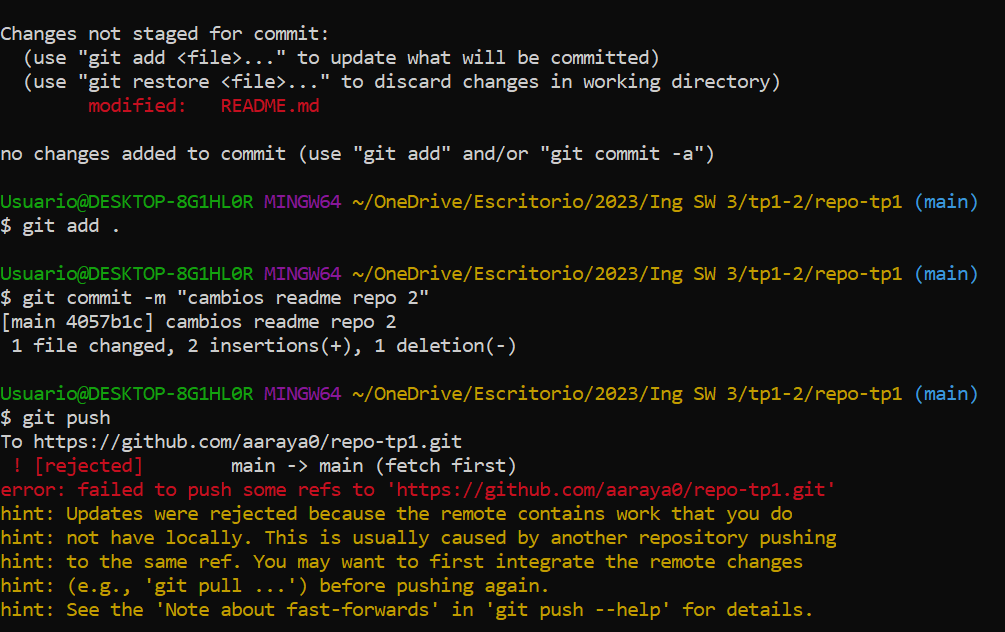 Changes not staged for commit:
  (use "git add <file>..." to update what will be committed)
  (use "git restore <file>..." to discard changes in working directory)
        modified:   README.md

no changes added to commit (use "git add" and/or "git commit -a")

Usuario@DESKTOP-8G1HL0R MINGW64 ~/OneDrive/Escritorio/2023/Ing SW 3/tp1-2/repo-tp1 (main)
$ git add .

Usuario@DESKTOP-8G1HL0R MINGW64 ~/OneDrive/Escritorio/2023/Ing SW 3/tp1-2/repo-tp1 (main)
$ git commit -m "cambios readme repo 2"
[main 4057b1c] cambios readme repo 2
 1 file changed, 2 insertions(+), 1 deletion(-)

Usuario@DESKTOP-8G1HL0R MINGW64 ~/OneDrive/Escritorio/2023/Ing SW 3/tp1-2/repo-tp1 (main)
$ git push
To https://github.com/aaraya0/repo-tp1.git
 ! [rejected]        main -> main (fetch first)
error: failed to push some refs to 'https://github.com/aaraya0/repo-tp1.git'
hint: Updates were rejected because the remote contains work that you do
hint: not have locally. This is usually caused by another repository pushing
hint: to the same ref. You may want to first integrate the remote changes
hint: (e.g., 'git pull ...') before pushing again.
hint: See the 'Note about fast-forwards' in 'git push --help' for details.